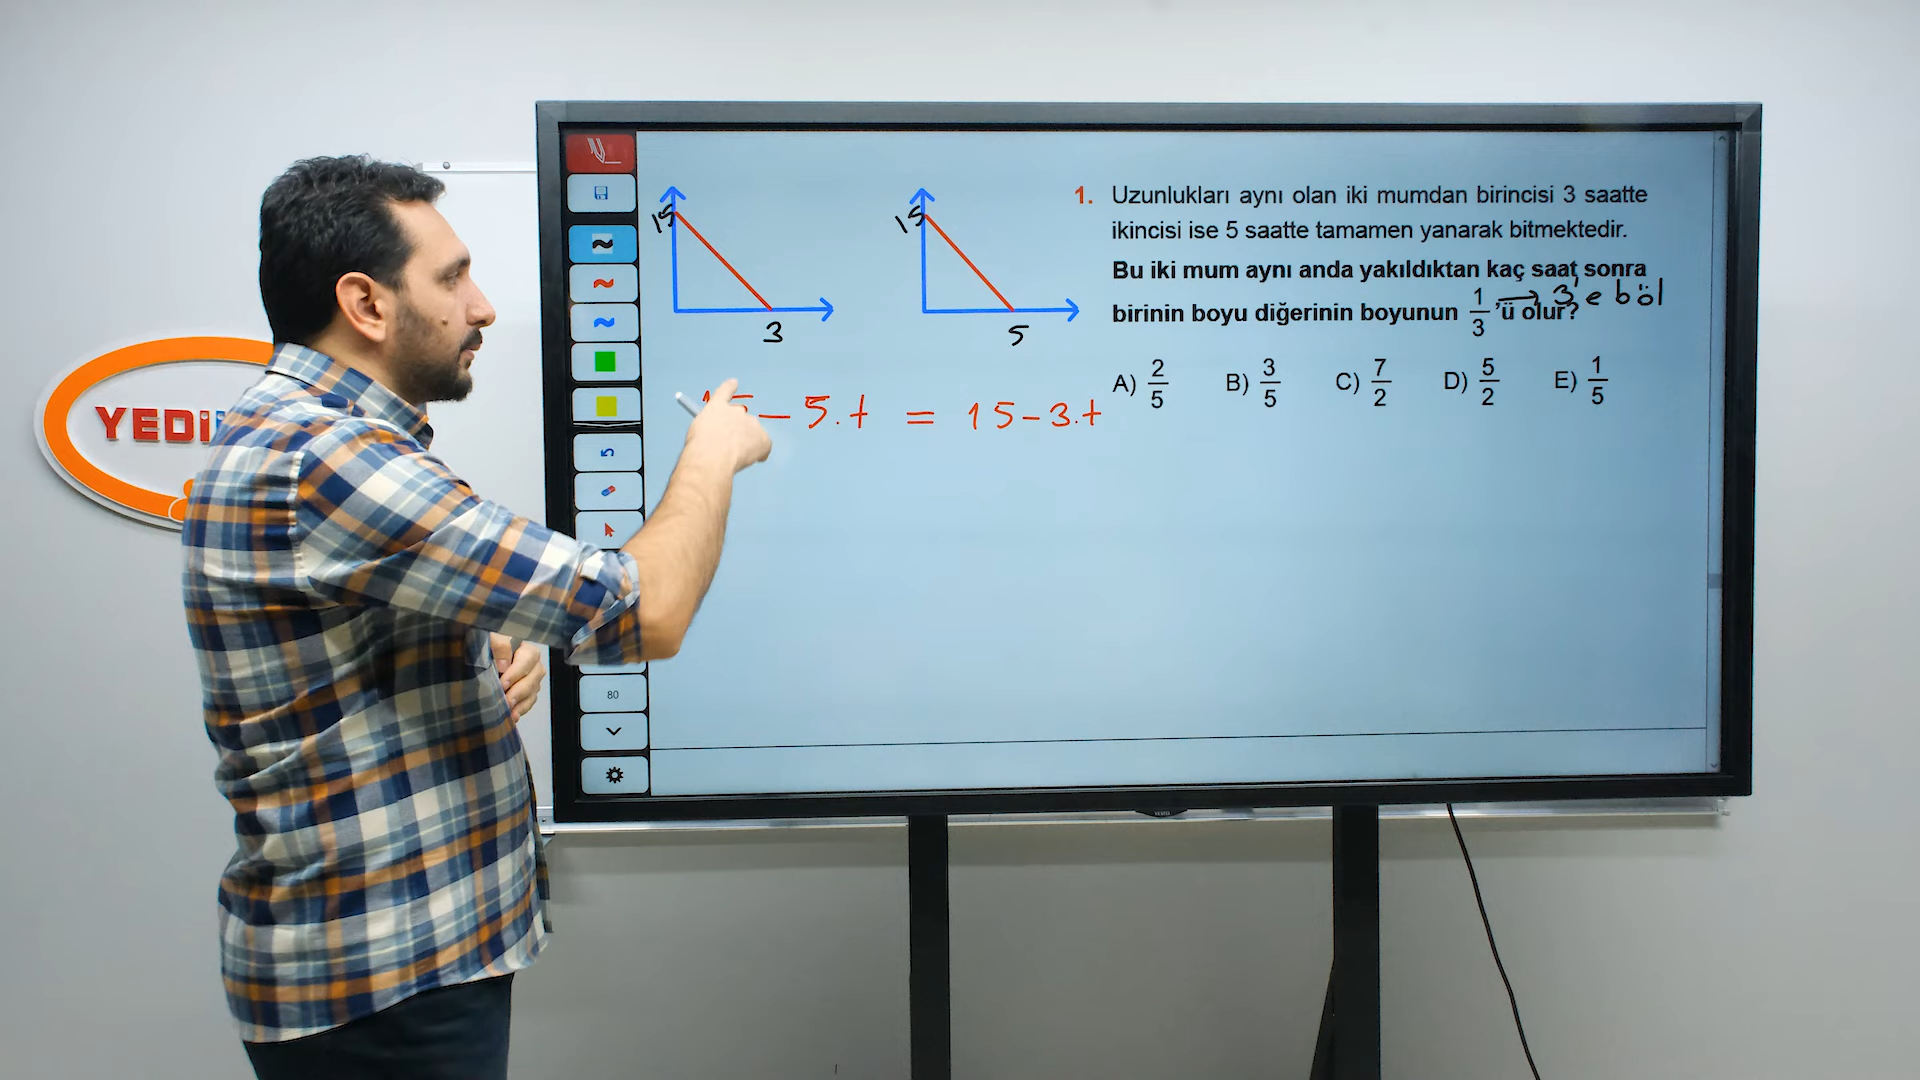 YEDİ
15
3
15
5
1. Uzunlukları aynı olan iki mumdan birincisi 3 saatte
ikincisi ise 5 saatte tamamen yanarak bitmektedir.
Bu iki mum aynı anda yakıldıktan kaç saat sonra
birinin boyu diğerinin boyunun 1/3 'ü olur?
→ 3'e böl
A) 2/5 B) 3/5 C) 7/2 D) 5/2 E) 1/5
15 - 5.t = 15 - 3.t
80